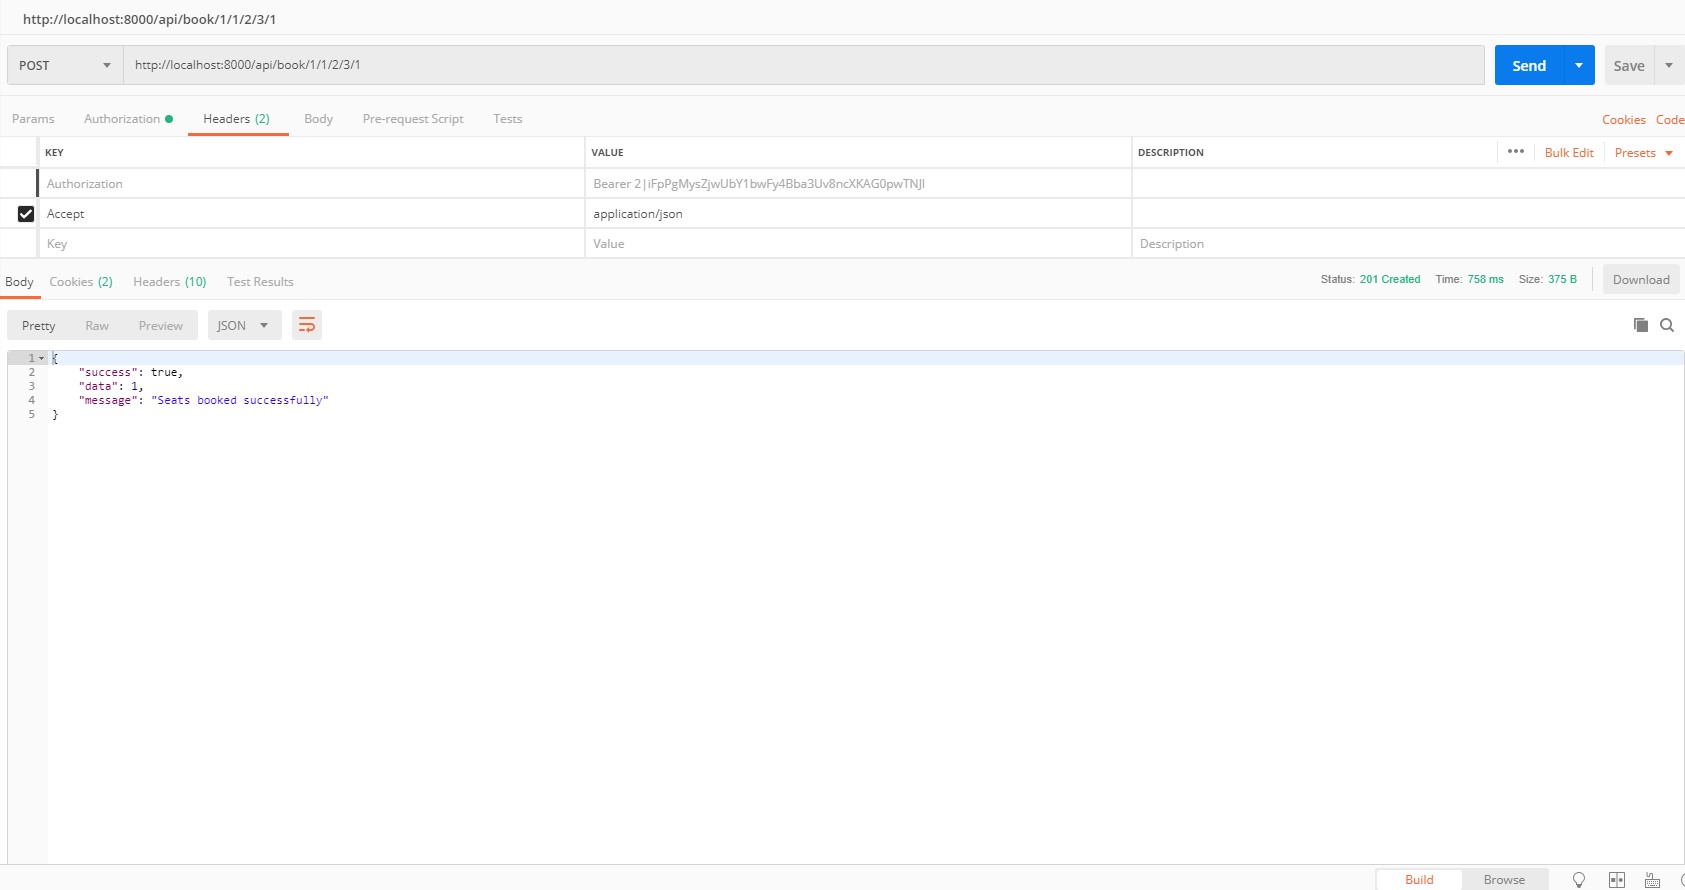 http://localhost:8000/api/book/1/1/2/3/1
POST http://localhost:8000/api/book/1/1/2/3/1 Send Save
Params Authorization Headers (2) Body Pre-request Script Tests Cookies Code
KEY VALUE DESCRIPTION ••• Bulk Edit Presets
Authorization Bearer 2|iFpPgMysZjwUbY1bwFy4Bba3Uv8ncXKAG0pwTNJl
Accept application/json
Key Value Description
Body Cookies (2) Headers (10) Test Results Status: 201 Created Time: 758 ms Size: 375 B Download
Pretty Raw Preview JSON
1 {
2 "success": true,
3 "data": 1,
4 "message": "Seats booked successfully"
5 }
Build Browse